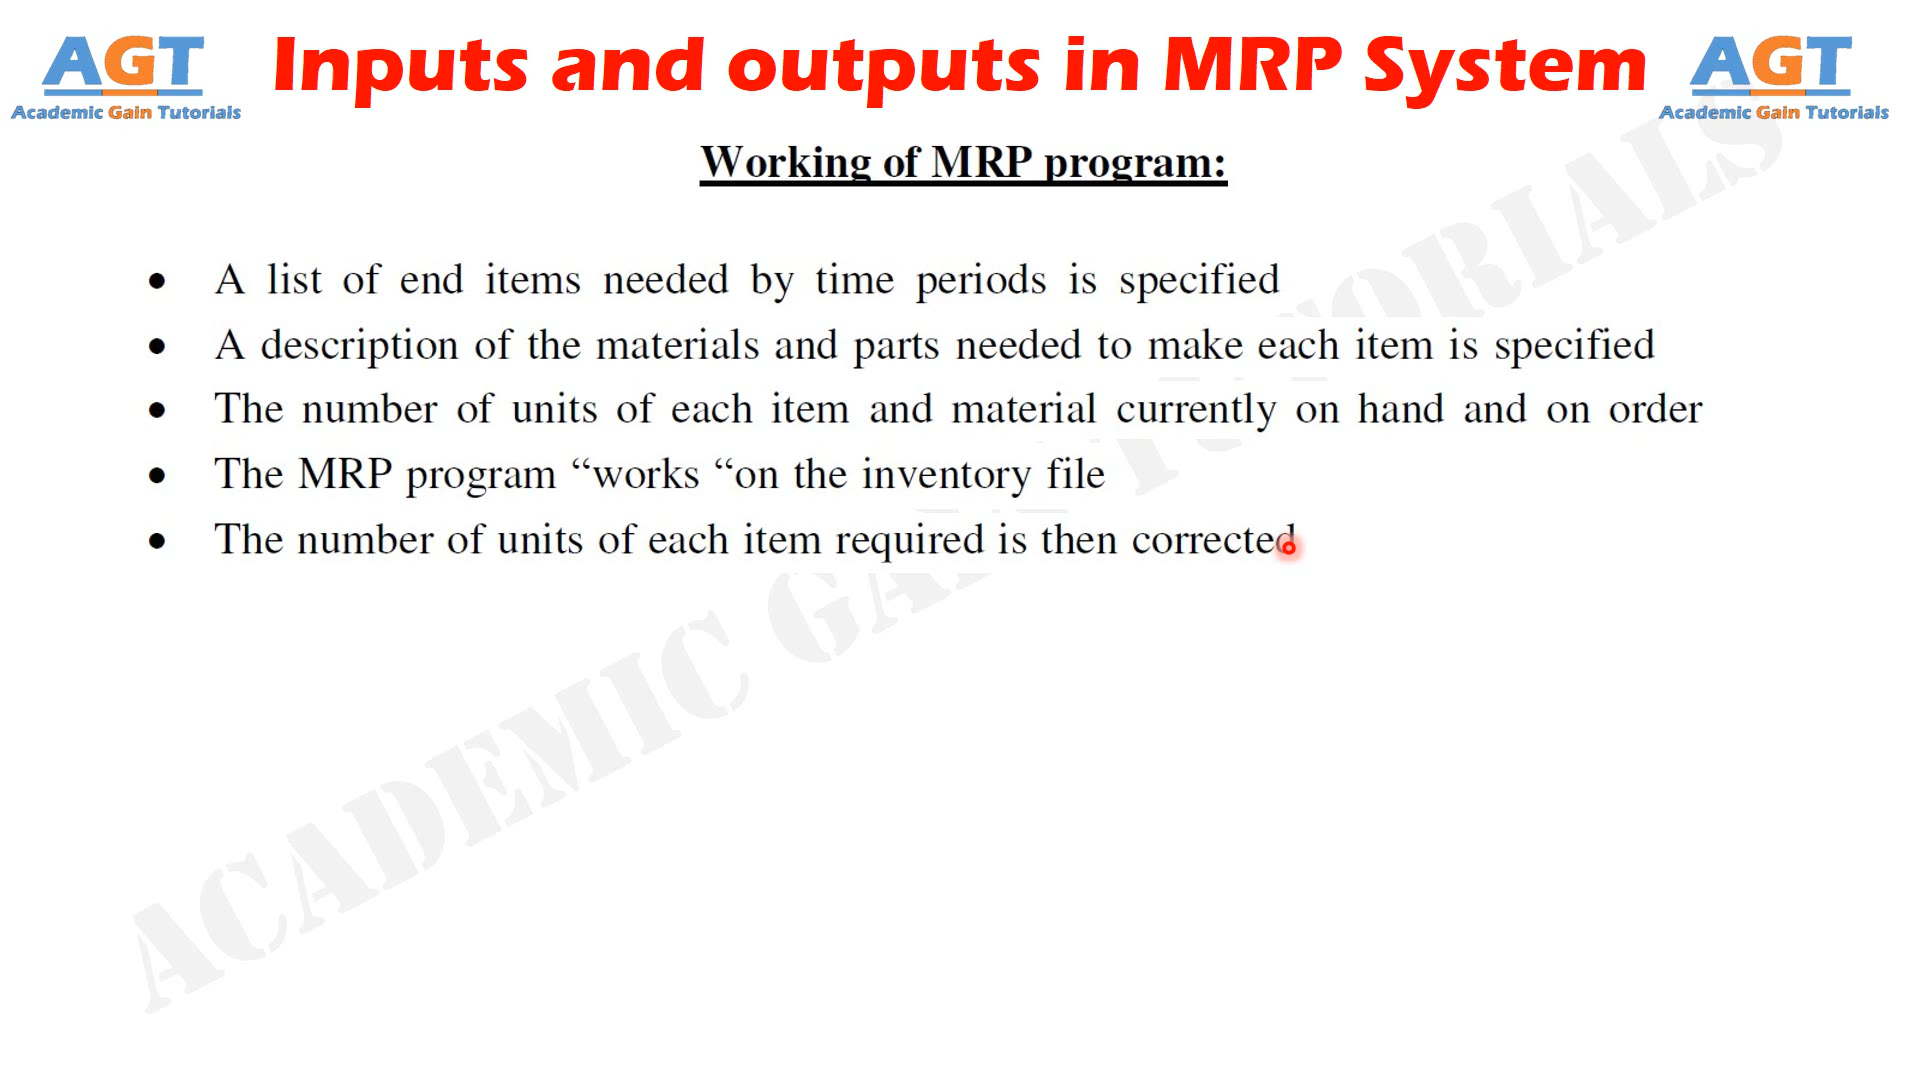 AGT
Academic Gain Tutorials
Inputs and outputs in MRP System
AGT
Academic Gain Tutorials
Working of MRP program:
• A list of end items needed by time periods is specified
• A description of the materials and parts needed to make each item is specified
• The number of units of each item and material currently on hand and on order
• The MRP program “works “on the inventory file
• The number of units of each item required is then corrected
ACADEMIC GAIN TUTORIALS